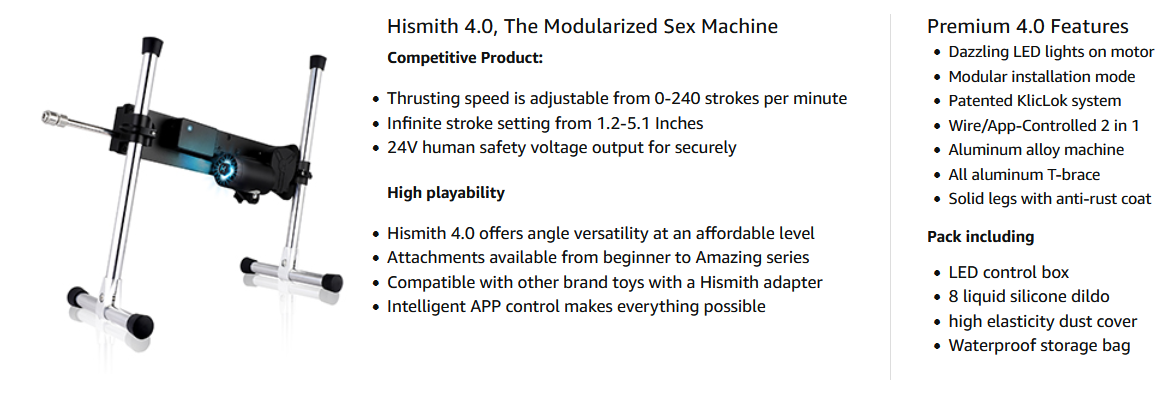 Hismith 4.0, The Modularized Sex Machine
Competitive Product:
Thrusting speed is adjustable from 0-240 strokes per minute
Infinite stroke setting from 1.2-5.1 Inches
24V human safety voltage output for securely
High playability
Hismith 4.0 offers angle versatility at an affordable level
Attachments available from beginner to Amazing series
Compatible with other brand toys with a Hismith adapter
Intelligent APP control makes everything possible
Premium 4.0 Features
Dazzling LED lights on motor
Modular installation mode
Patented KlicLok system
Wire/App-Controlled 2 in 1
Aluminum alloy machine
All aluminum T-brace
Solid legs with anti-rust coat
Pack including
LED control box
8 liquid silicone dildo
high elasticity dust cover
Waterproof storage bag